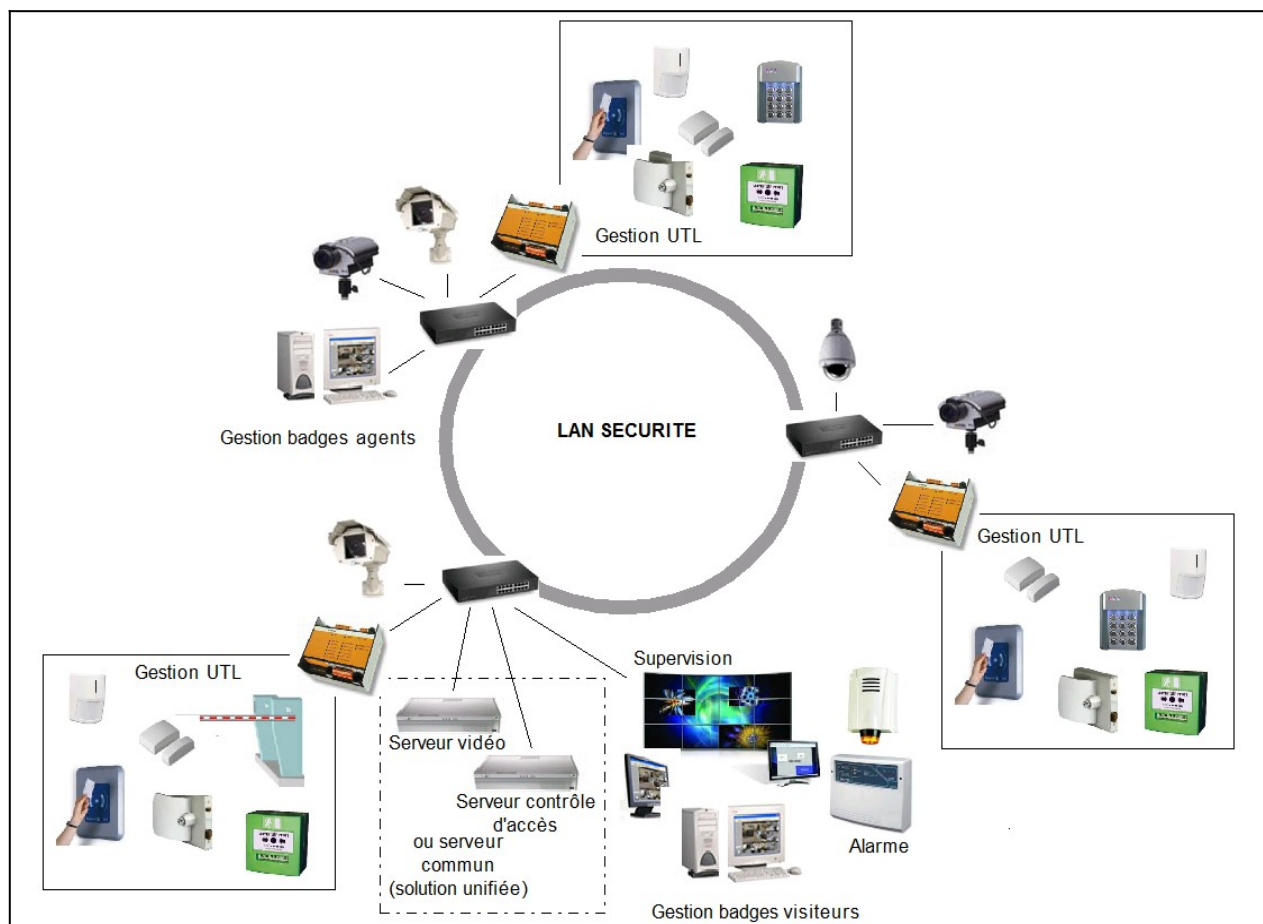 Gestion UTL
Gestion badges agents
LAN SECURITE
Gestion UTL
Gestion UTL
Supervision
Serveur vidéo
Serveur contrôle
d'accès
ou serveur
commun
(solution unifiée)
Alarme
Gestion badges visiteurs